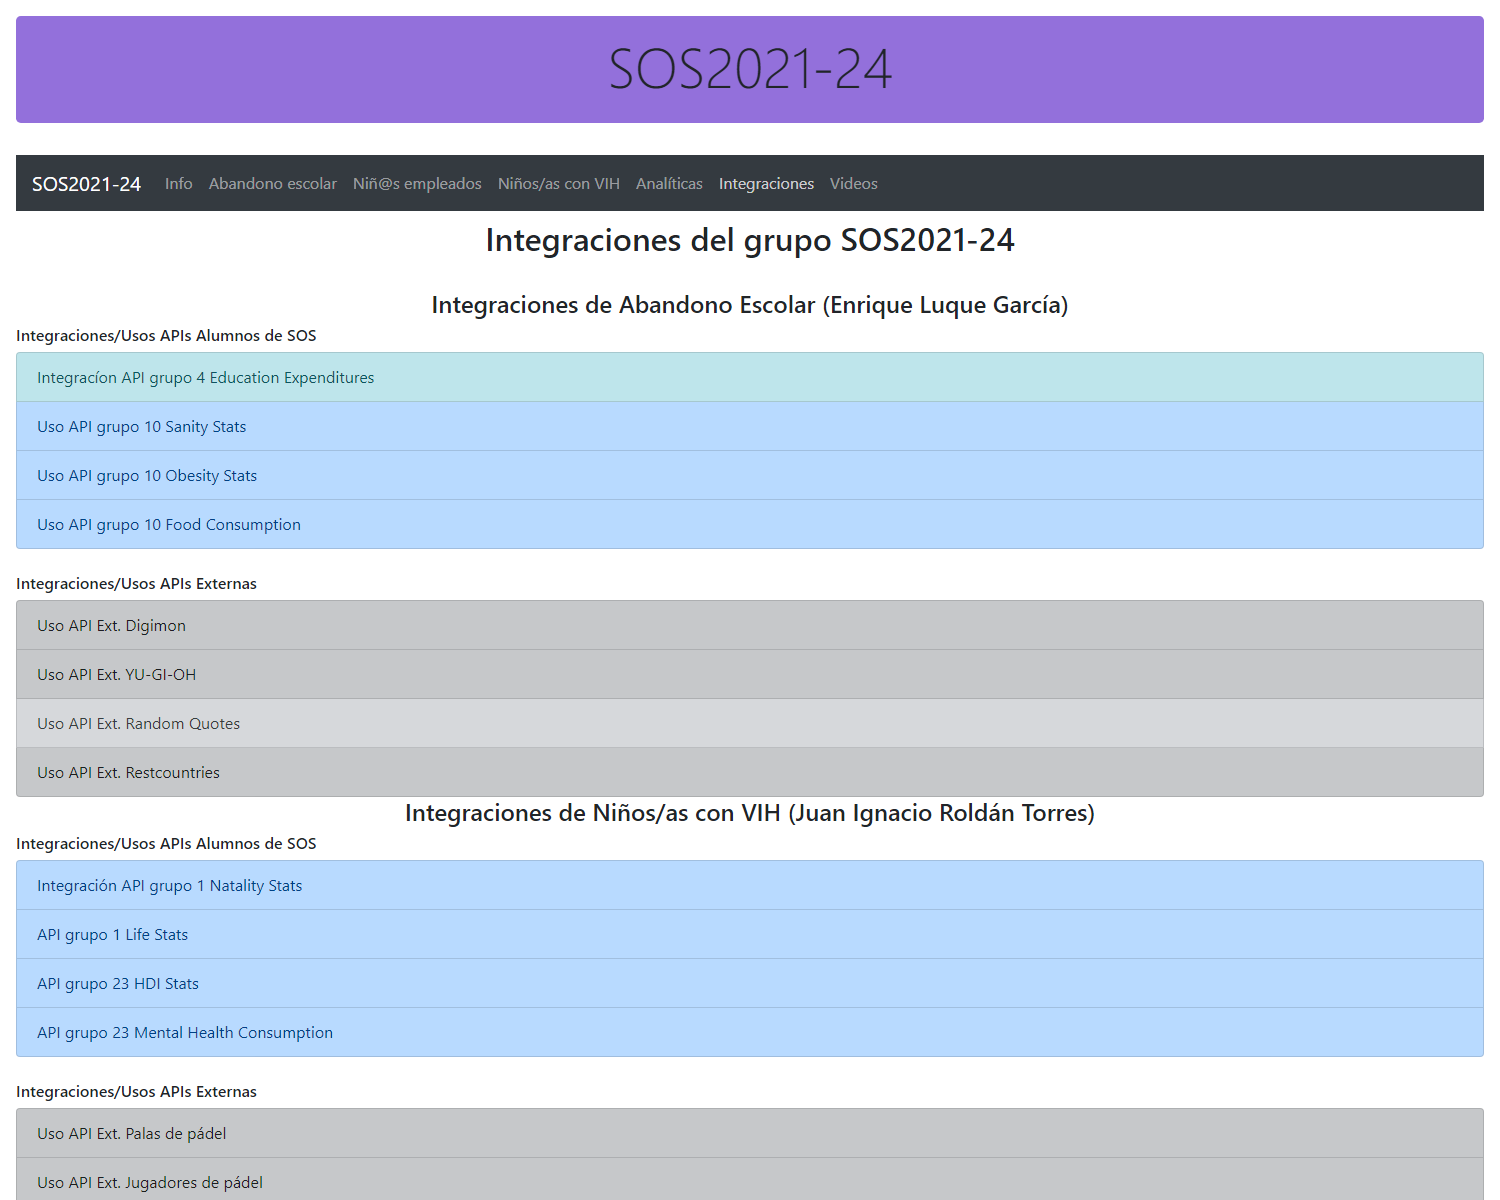 SOS2021-24
SOS2021-24 Info Abandono escolar Niñ@s empleados Niños/as con VIH Analíticas Integraciones Videos
Integraciones del grupo SOS2021-24
Integraciones de Abandono Escolar (Enrique Luque García)
Integraciones/Usos APIs Alumnos de SOS
Integracíon API grupo 4 Education Expenditures
Uso API grupo 10 Sanity Stats
Uso API grupo 10 Obesity Stats
Uso API grupo 10 Food Consumption
Integraciones/Usos APIs Externas
Uso API Ext. Digimon
Uso API Ext. YU-GI-OH
Uso API Ext. Random Quotes
Uso API Ext. Restcountries
Integraciones de Niños/as con VIH (Juan Ignacio Roldán Torres)
Integraciones/Usos APIs Alumnos de SOS
Integración API grupo 1 Natality Stats
API grupo 1 Life Stats
API grupo 23 HDI Stats
API grupo 23 Mental Health Consumption
Integraciones/Usos APIs Externas
Uso API Ext. Palas de pádel
Uso API Ext. Jugadores de pádel